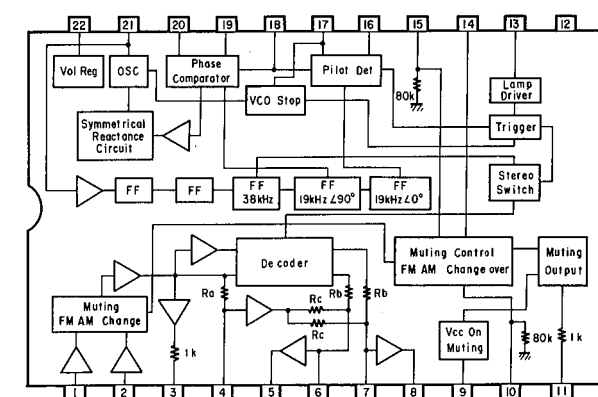 22 21 20 19 18 17 16 15 14 13 12
Vol Reg
OSC
Phase
Comparator
Pilot Det
VCO Stop
80k
Lamp
Driver
Trigger
Symmetrical
Reactance
Circuit
FF
FF
FF
38kHz
FF
19kHz∠90°
FF
19kHz∠0°
Stereo
Switch
Decoder
Muting Control
FM AM Change over
Muting
Output
Ra
Rb
Rb
Rc
Rc
Muting
FM AM Change
1k
Vcc On
Muting
80k
1k
1 2 3 4 5 6 7 8 9 10 11